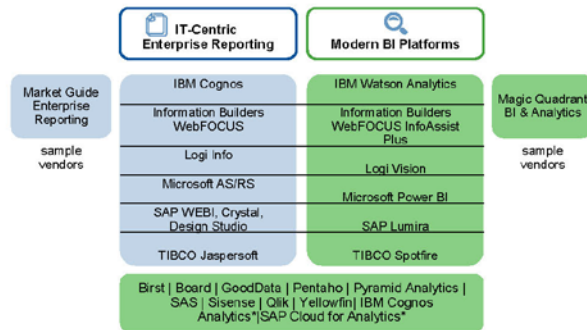 IT-Centric
Enterprise Reporting
Modern BI Platforms
Market Guide
Enterprise
Reporting
sample
vendors
IBM Cognos
Information Builders
WebFOCUS
Logi Info
Microsoft AS/RS
SAP WEBI, Crystal,
Design Studio
TIBCO Jaspersoft
IBM Watson Analytics
Information Builders
WebFOCUS InfoAssist
Plus
Logi Vision
Microsoft Power BI
SAP Lumira
TIBCO Spotfire
Magic Quadrant
BI & Analytics
sample
vendors
Birst | Board | GoodData | Pentaho | Pyramid Analytics |
SAS | Sisense | Qlik | Yellowfin| IBM Cognos
Analytics*|SAP Cloud for Analytics*